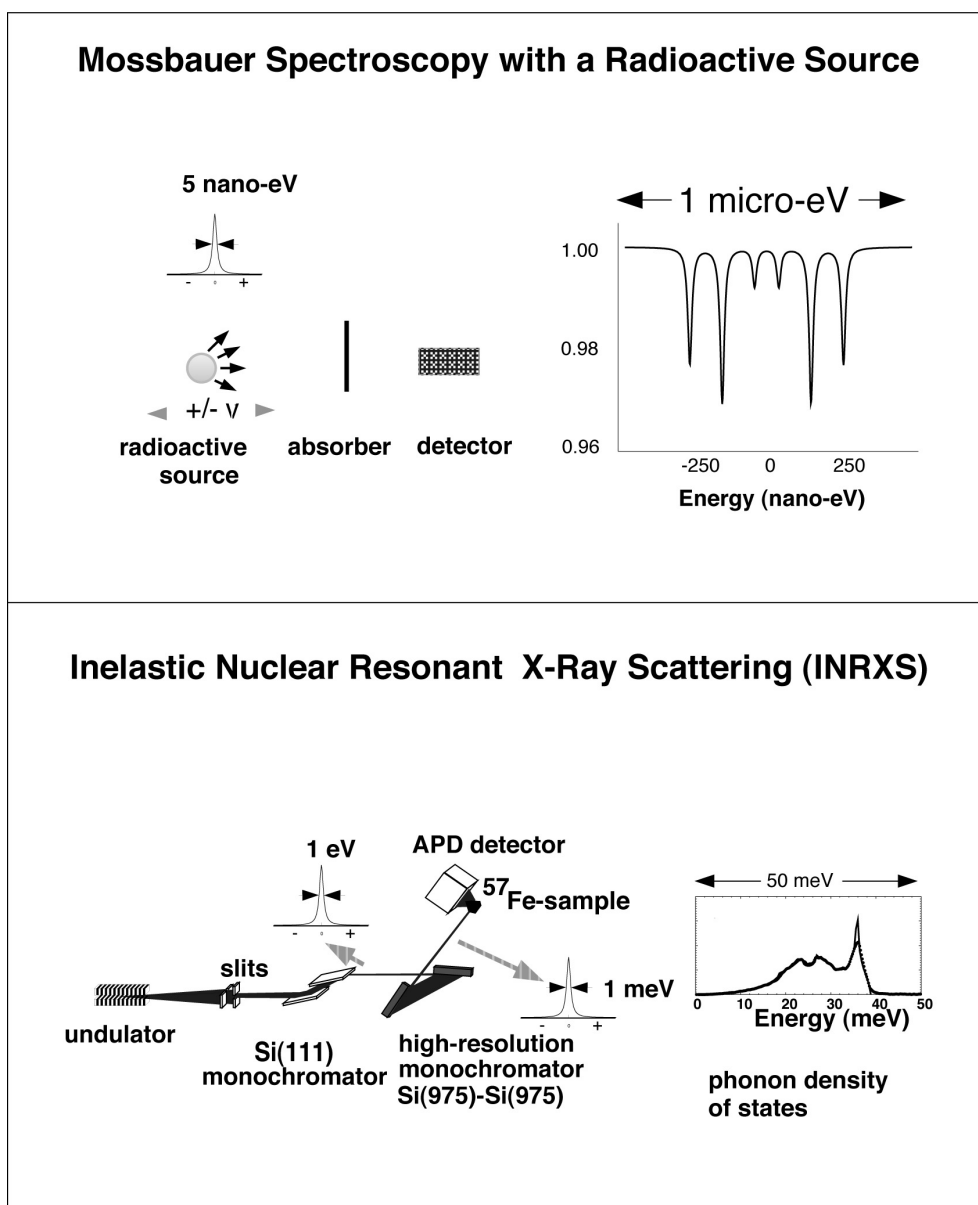 Mossbauer Spectroscopy with a Radioactive Source
5 nano-eV
- 0 +
+/- v
radioactive
source
absorber
detector
1 micro-eV
1.00
0.98
0.96
-250 0 250
Energy (nano-eV)
Inelastic Nuclear Resonant X-Ray Scattering (INRXS)
1 eV
- 0 +
APD detector
57Fe-sample
slits
undulator
Si(111)
monochromator
high-resolution
monochromator
Si(975)-Si(975)
1 meV
- 0 +
50 meV
0 10 20 30 40 50
Energy (meV)
phonon density
of states